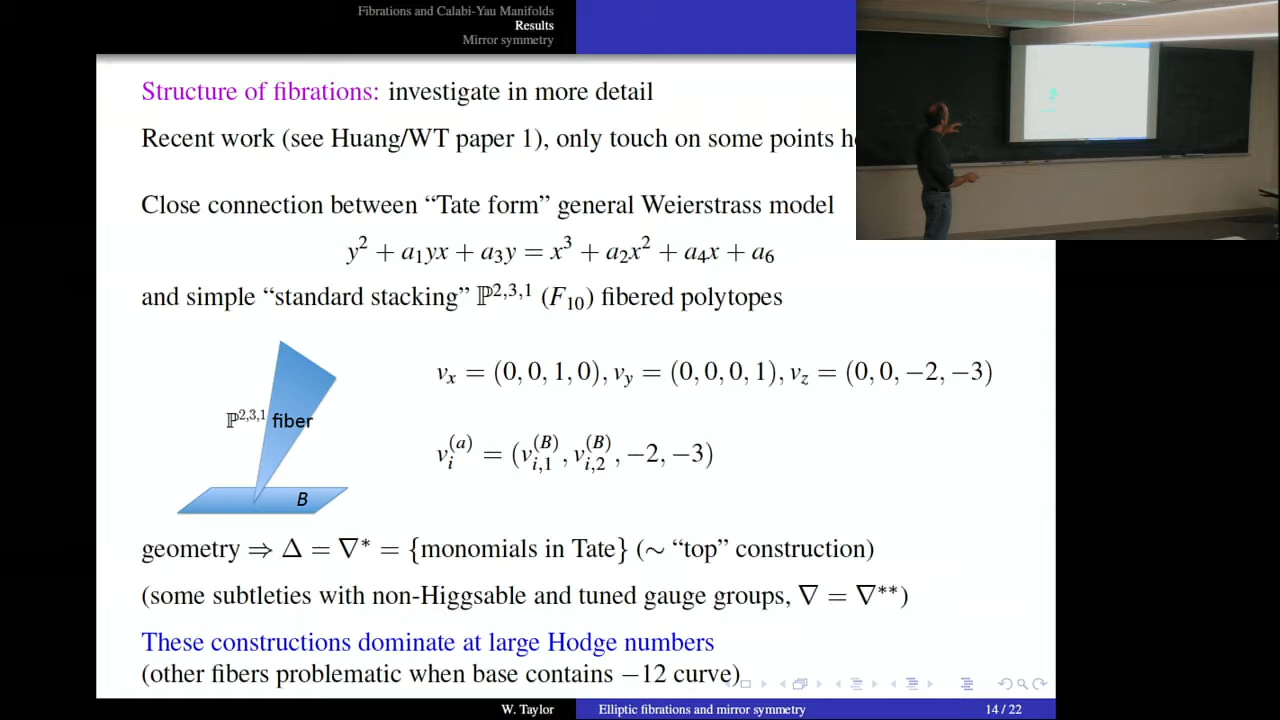 Fibrations and Calabi-Yau Manifolds
Results
Mirror symmetry
Structure of fibrations: investigate in more detail
Recent work (see Huang/WT paper 1), only touch on some points
Close connection between “Tate form” general Weierstrass model
y² + a₁yx + a₃y = x³ + a₂x² + a₄x + a₆
and simple “standard stacking” ℙ²,³,¹ (F₁₀) fibered polytopes
vₓ = (0, 0, 1, 0), v_y = (0, 0, 0, 1), v_z = (0, 0, −2, −3)
ℙ²,³,¹ fiber
v_i^{(a)} = (v_{i,1}^{(B)}, v_{i,2}^{(B)}, −2, −3)
B
geometry ⇒ Δ = ∇* = {monomials in Tate} (∼ “top” construction)
(some subtleties with non-Higgsable and tuned gauge groups, ∇ = ∇**)
These constructions dominate at large Hodge numbers
(other fibers problematic when base contains −12 curve)
W. Taylor
Elliptic fibrations and mirror symmetry
14 / 22